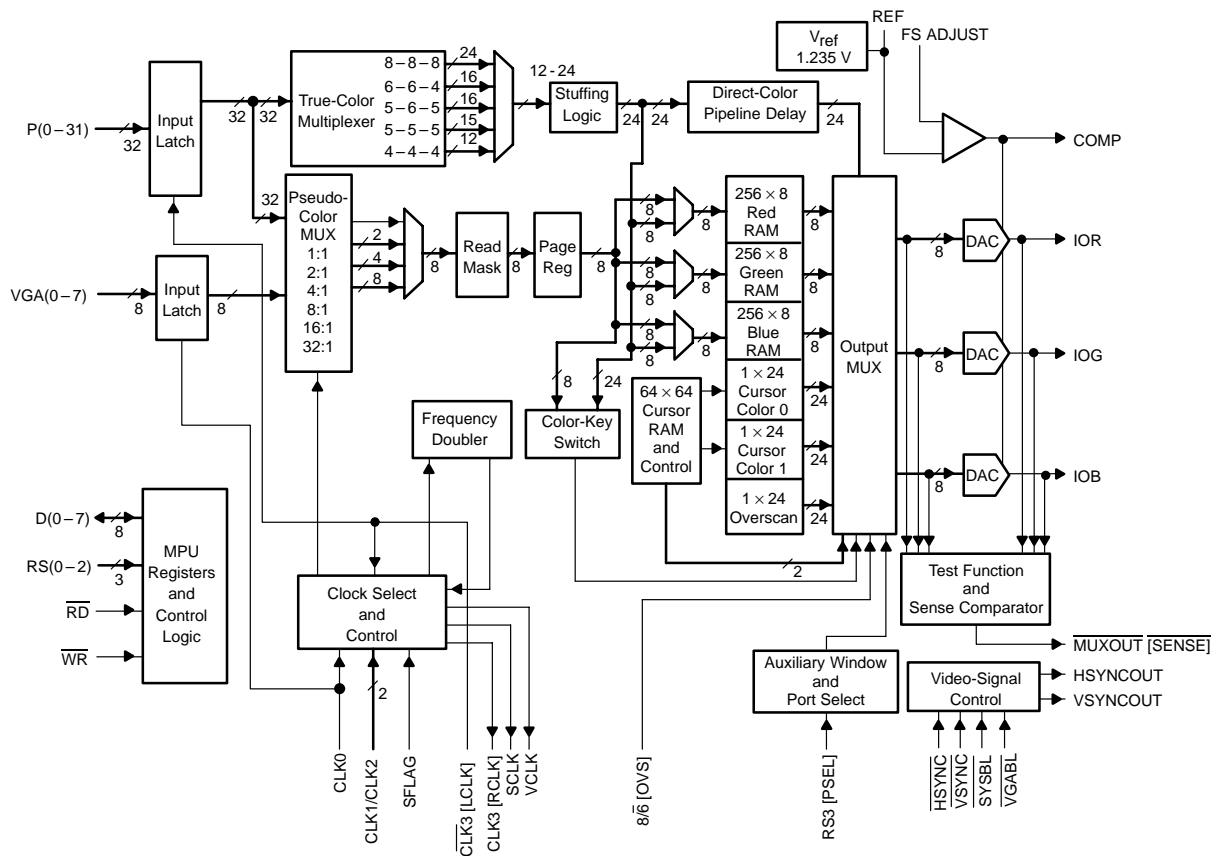 REF
FS ADJUST
Vref
1.235 V
COMP
P(0–31)
32
Input
Latch
32
32
True-Color
Multiplexer
8–8–8
24
6–6–4
16
5–6–5
16
5–5–5
15
4–4–4
12
12-24
Stuffing
Logic
24
24
Direct-Color
Pipeline Delay
24
32
Pseudo-
Color
MUX
1:1
2:1
4:1
8:1
16:1
32:1
2
4
8
8
Read
Mask
8
Page
Reg
8
VGA(0–7)
8
Input
Latch
8
8
8
8
8
8
8
8
8
8
256 × 8
Red
RAM
8
256 × 8
Green
RAM
8
256 × 8
Blue
RAM
8
1 × 24
Cursor
Color 0
24
1 × 24
Cursor
Color 1
24
1 × 24
Overscan
24
Output
MUX
8
DAC
IOR
8
DAC
IOG
8
DAC
IOB
8
24
Color-Key
Switch
64 × 64
Cursor
RAM
and
Control
2
Frequency
Doubler
D(0–7)
8
RS(0–2)
3
R̅D̅
W̅R̅
MPU
Registers
and
Control
Logic
Clock Select
and
Control
2
Test Function
and
Sense Comparator
M̅U̅X̅O̅U̅T̅ [S̅E̅N̅S̅E̅]
Auxiliary Window
and
Port Select
Video-Signal
Control
HSYNCOUT
VSYNCOUT
CLK0
CLK1/CLK2
SFLAG
C̅L̅K̅3̅ [LCLK]
CLK3 [RCLK]
SCLK
VCLK
8/6̅ [OVS]
RS3 [PSEL]
H̅S̅Y̅N̅C̅
V̅S̅Y̅N̅C̅
S̅Y̅S̅B̅L̅
V̅G̅A̅B̅L̅